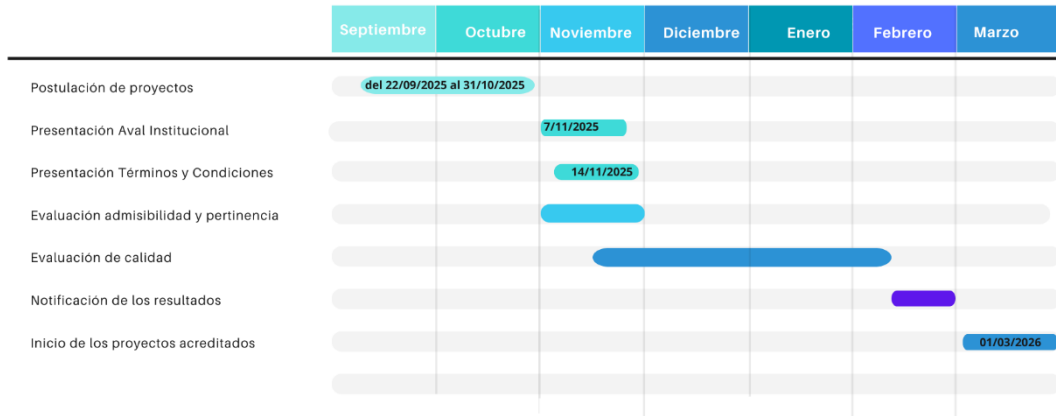 Septiembre Octubre Noviembre Diciembre Enero Febrero Marzo
Postulación de proyectos del 22/09/2025 al 31/10/2025
Presentación Aval Institucional 7/11/2025
Presentación Términos y Condiciones 14/11/2025
Evaluación admisibilidad y pertinencia
Evaluación de calidad
Notificación de los resultados
Inicio de los proyectos acreditados 01/03/2026